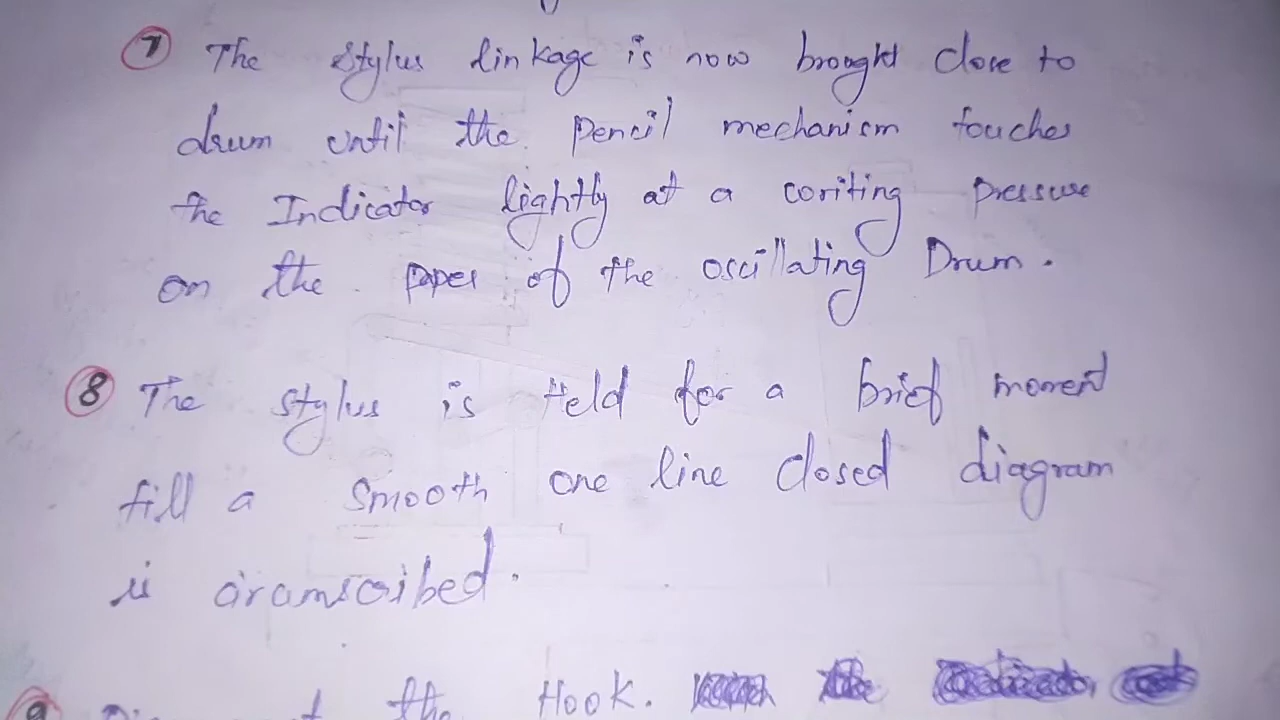 7 The stylus linkage is now brought close to
drum until the pencil mechanism touches
the Indicator lightly at a writing pressure
on the paper of the oscillating Drum.
8 The stylus is Held for a brief moment
till a smooth one line closed diagram
is circumscribed.
9 the Hook.